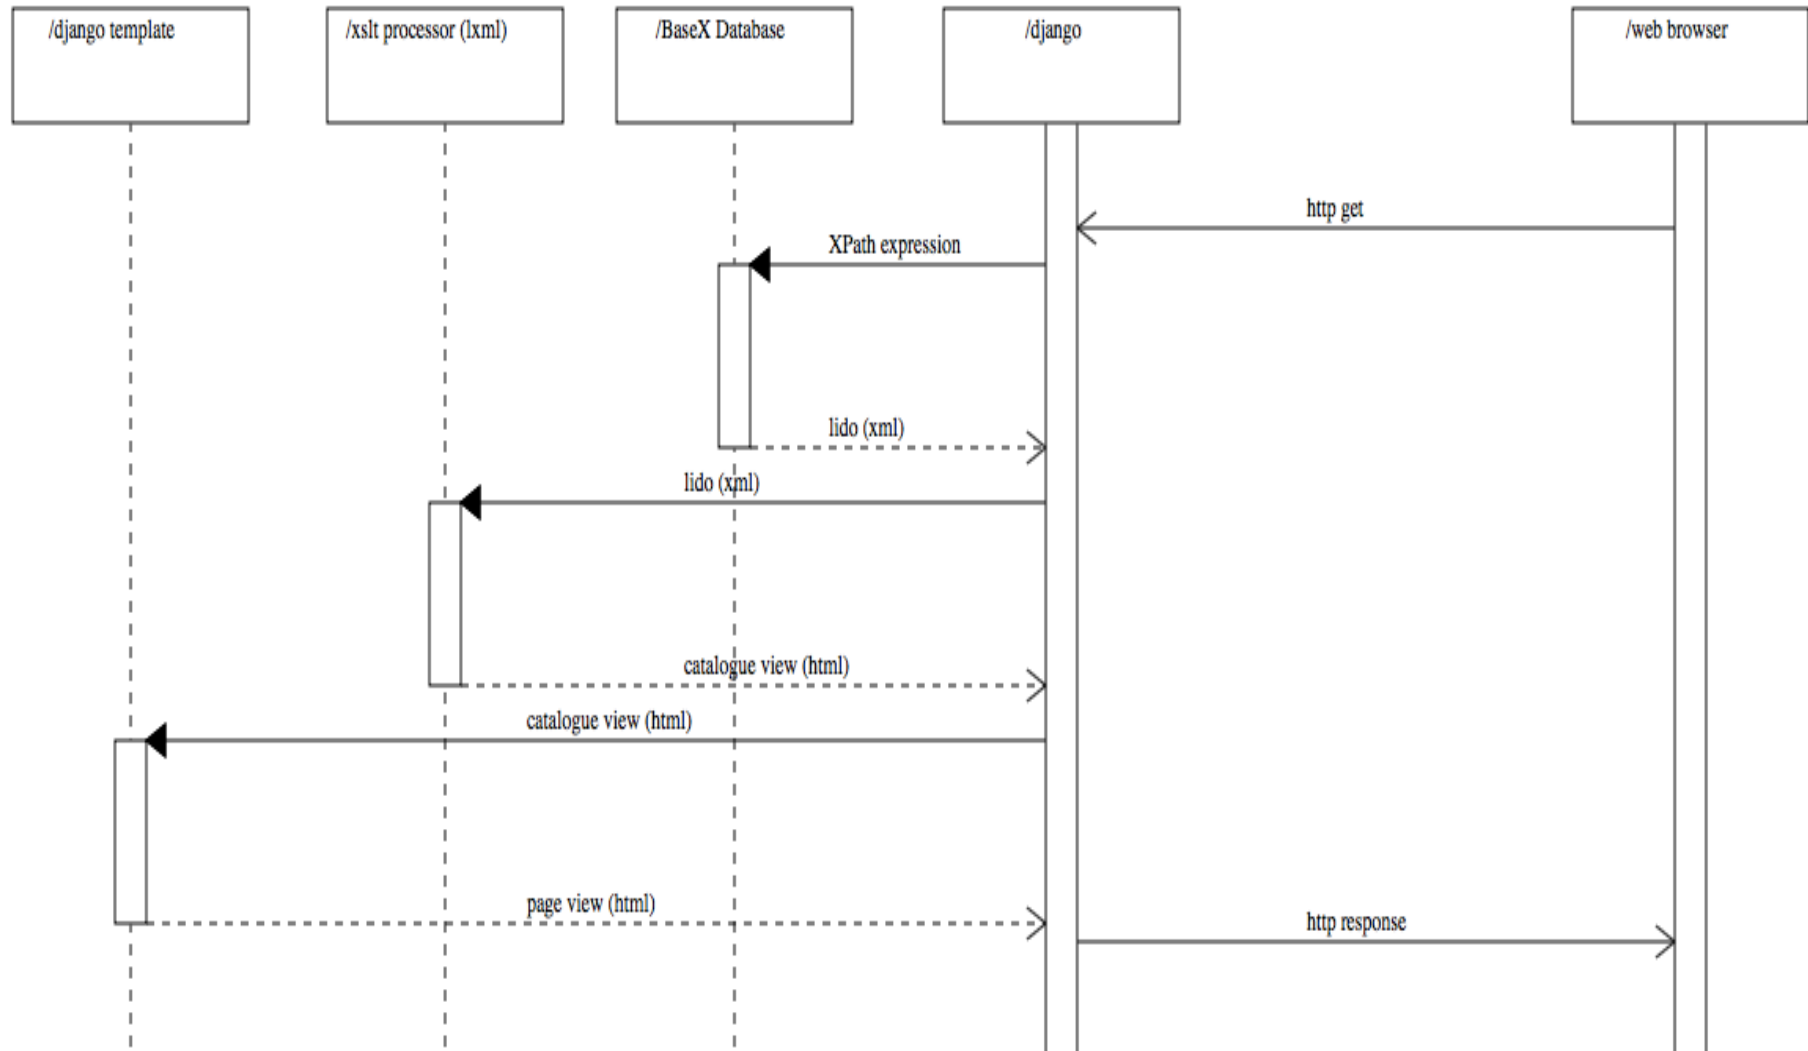 /django template
/xslt processor (lxml)
/BaseX Database
/django
/web browser
http get
XPath expression
lido (xml)
lido (xml)
catalogue view (html)
catalogue view (html)
page view (html)
http response